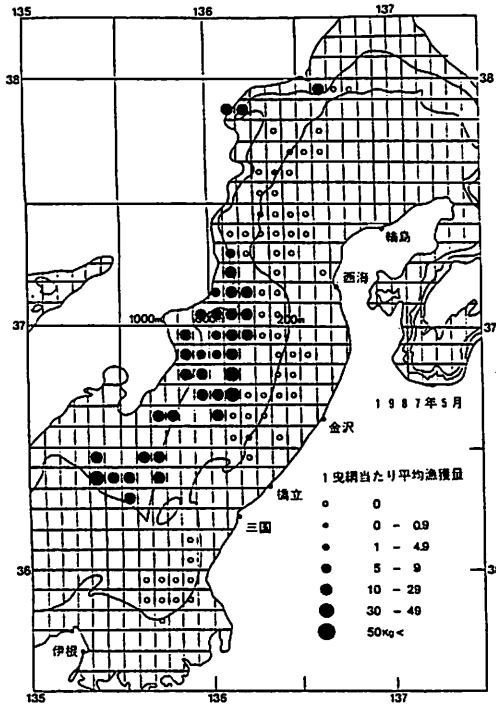 135
136
137
38
38
輪島
西海
1000m
200m
37
37
1987年5月
金沢
1曳網当たり平均漁獲量
橋立
0
三国
0 - 0.9
1 - 4.9
5 - 9
36
10 - 29
30 - 49
50Kg<
伊根
135
136
137